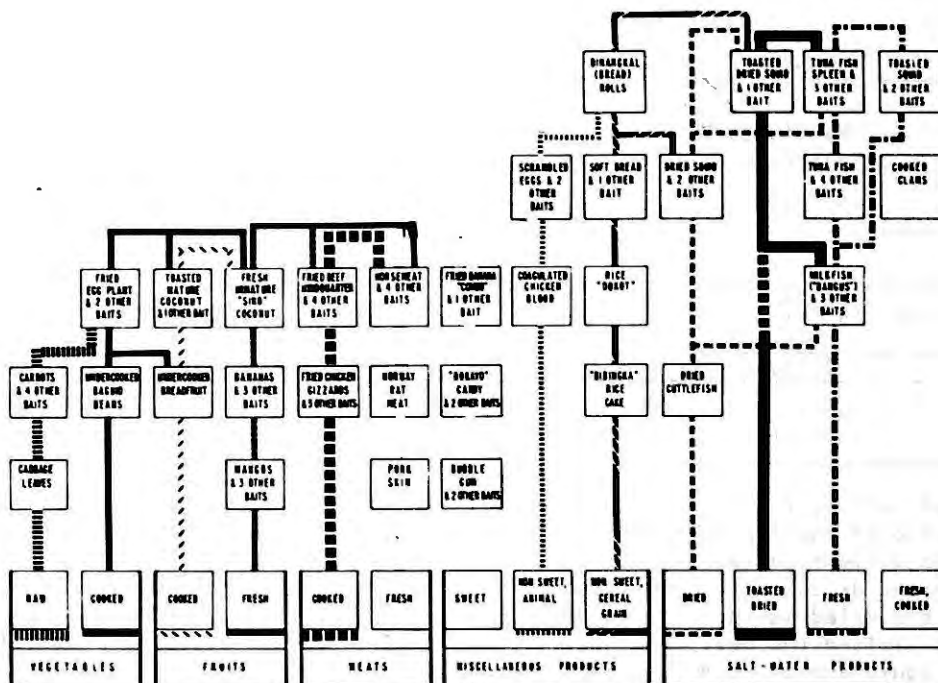 BINANGKAL
(BREAD)
ROLLS
TOASTED
DRIED SQUID
& 1 OTHER
BAIT
TUNA FISH
SPLEEN &
3 OTHER
BAITS
TOASTED
SQUID
& 2 OTHER
BAITS
SCRAMBLED
EGGS & 2
OTHER
BAITS
SOFT BREAD
& 1 OTHER
BAIT
DRIED SQUID
& 2 OTHER
BAITS
TUNA FISH
& 4 OTHER
BAITS
COOKED
CLAMS
FRIED
EGG PLANT
& 2 OTHER
BAITS
TOASTED
MATURE
COCONUT
& 1 OTHER BAIT
FRESH
IMMATURE
"SIKO"
COCONUT
FRIED BEEF
HINDQUARTER
& 4 OTHER
BAITS
HORSEMEAT
& 4 OTHER
BAITS
FRIED BANANA
& 1 OTHER
BAIT
COAGULATED
CHICKEN
BLOOD
RICE
MILKFISH
("BANGUS")
& 3 OTHER
BAITS
CARROTS
& 4 OTHER
BAITS
UNDERCOOKED
BAGUIO
BEANS
UNDERCOOKED
BREADFRUIT
BANANAS
& 3 OTHER
BAITS
FRIED CHICKEN
GIZZARDS
& 3 OTHER BAITS
NORWAY
RAT
MEAT
"BOKAYO"
CANDY
& 2 OTHER BAITS
"BIBINGKA"
RICE
CAKE
DRIED
CUTTLEFISH
CABBAGE
LEAVES
MANGOS
& 3 OTHER
BAITS
PORK
SKIN
BUBBLE
GUM
& 2 OTHER BAITS
RAW
COOKED
COOKED
FRESH
COOKED
FRESH
SWEET
NON SWEET,
ANIMAL
NON SWEET,
CEREAL
GRAIN
DRIED
TOASTED
DRIED
FRESH
FRESH,
COOKED
VEGETABLES
FRUITS
MEATS
MISCELLANEOUS PRODUCTS
SALT-WATER PRODUCTS